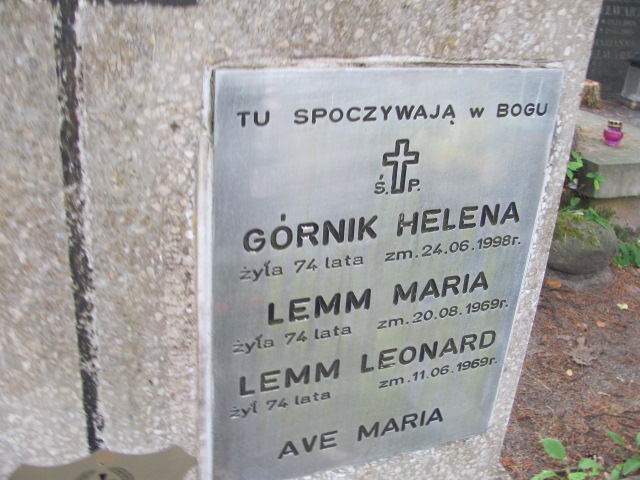 TU SPOCZYWAJĄ w BOGU
Ś. P.
GÓRNIK HELENA
żyła 74 lata zm. 24.06.1998r.
LEMM MARIA
żyła 74 lata zm. 20.08.1969r.
LEMM LEONARD
żył 74 lata zm. 11.06.1969r.
AVE MARIA